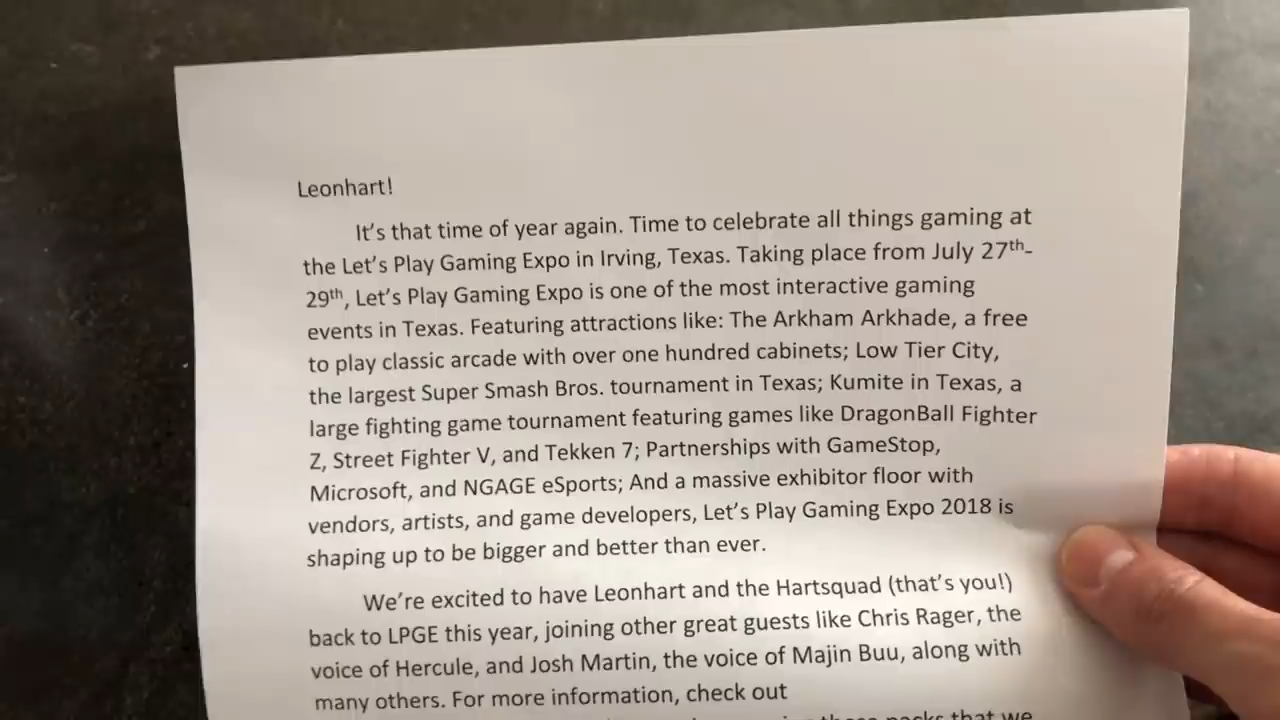 Leonhart!
It's that time of year again. Time to celebrate all things gaming at
the Let's Play Gaming Expo in Irving, Texas. Taking place from July 27th-
29th, Let's Play Gaming Expo is one of the most interactive gaming
events in Texas. Featuring attractions like: The Arkham Arkhade, a free
to play classic arcade with over one hundred cabinets; Low Tier City,
the largest Super Smash Bros. tournament in Texas; Kumite in Texas, a
large fighting game tournament featuring games like DragonBall Fighter
Z, Street Fighter V, and Tekken 7; Partnerships with GameStop,
Microsoft, and NGAGE eSports; And a massive exhibitor floor with
vendors, artists, and game developers, Let's Play Gaming Expo 2018 is
shaping up to be bigger and better than ever.
We're excited to have Leonhart and the Hartsquad (that's you!)
back to LPGE this year, joining other great guests like Chris Rager, the
voice of Hercule, and Josh Martin, the voice of Majin Buu, along with
many others. For more information, check out
these packs that we